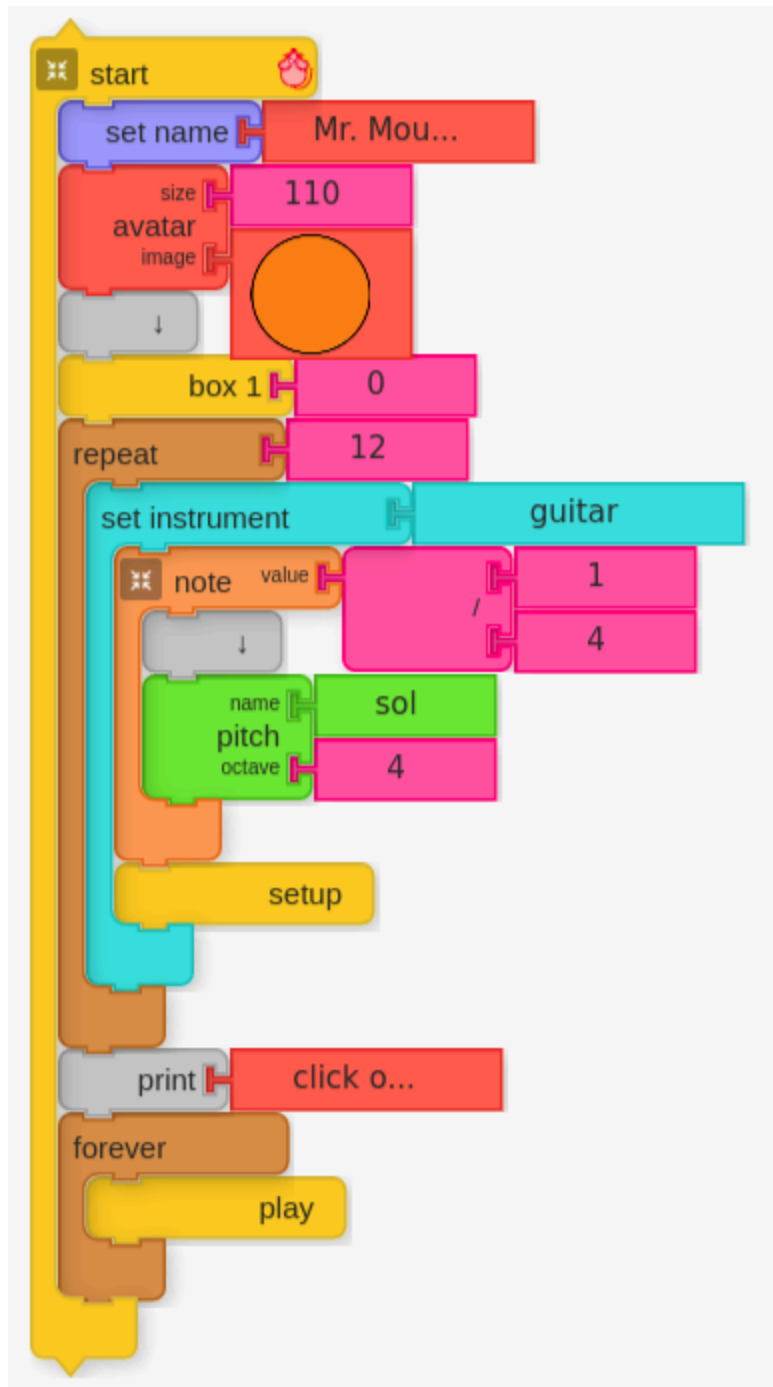 start
set name Mr. Mou...
size 110
avatar
image
↓
box 1 0
repeat 12
set instrument guitar
note value / 1
4
↓
name sol
pitch
octave 4
setup
print click o...
forever
play